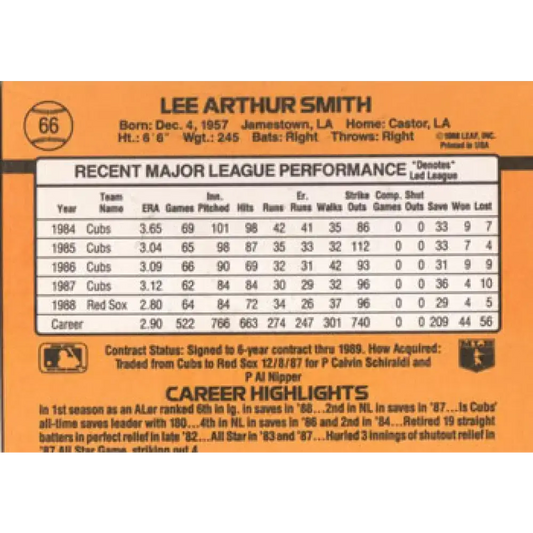 66
LEE ARTHUR SMITH
Born: Dec. 4, 1957 Jamestown, LA Home: Castor, LA
Ht.: 6'6" Wgt.: 245 Bats: Right Throws: Right
©1988 LEAF, INC.
Printed in USA
RECENT MAJOR LEAGUE PERFORMANCE "Denotes" Led League
Year Team Name ERA Games Inn. Pitched Hits Runs Er. Runs Walks Strike Outs Comp. Games Shut Outs Save Won Lost
1984 Cubs 3.65 69 101 98 42 41 35 86 0 0 33 9 7
1985 Cubs 3.04 65 98 87 35 33 32 112 0 0 33 7 4
1986 Cubs 3.09 66 90 69 32 31 42 93 0 0 31 9 9
1987 Cubs 3.12 62 84 84 30 29 32 96 0 0 36 4 10
1988 Red Sox 2.80 64 84 72 34 26 37 96 0 0 29 4 5
Career 2.90 522 766 663 274 247 301 740 0 0 209 44 56
Contract Status: Signed to 6-year contract thru 1989. How Acquired:
Traded from Cubs to Red Sox 12/8/87 for P Calvin Schiraldi and
P Al Nipper
CAREER HIGHLIGHTS
In 1st season as an ALer ranked 6th in lg. in saves in '88...2nd in NL in saves in '87...Is Cubs'
all-time saves leader with 180...4th in NL in saves in '86 and 2nd in '84...Retired 19 straight
batters in perfect relief in late '82...All Star in '83 and '87...Hurled 3 innings of shutout relief in
'87 All Star Game, striking out 4